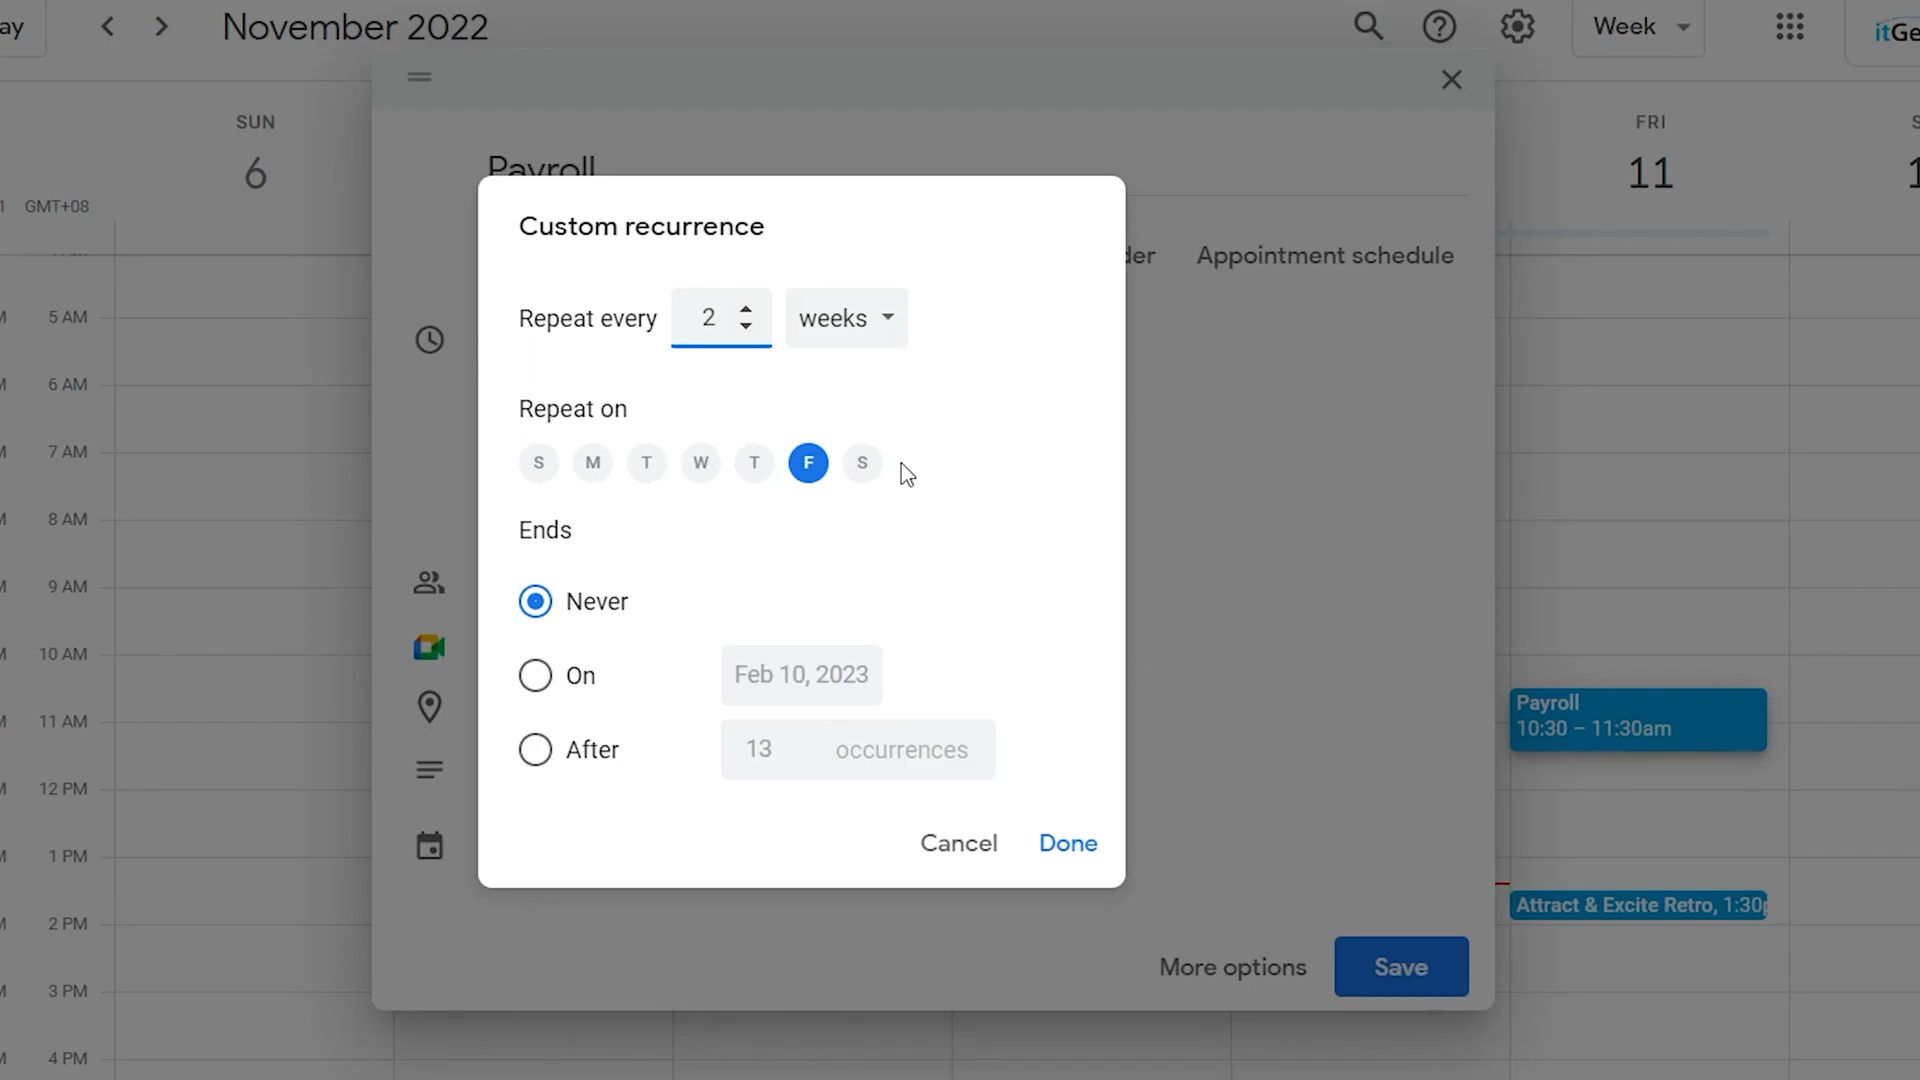 ay
November 2022
Week
itGe
SUN
6
FRI
11
S
1
1 GMT+08
Payroll
der
Appointment schedule
Custom recurrence
Repeat every 2 weeks
Repeat on
S M T W T F S
Ends
Never
On Feb 10, 2023
After 13 occurrences
Cancel Done
5 AM
6 AM
7 AM
8 AM
9 AM
10 AM
11 AM
12 PM
1 PM
2 PM
3 PM
4 PM
Payroll
10:30 – 11:30am
Attract & Excite Retro, 1:30p
More options
Save